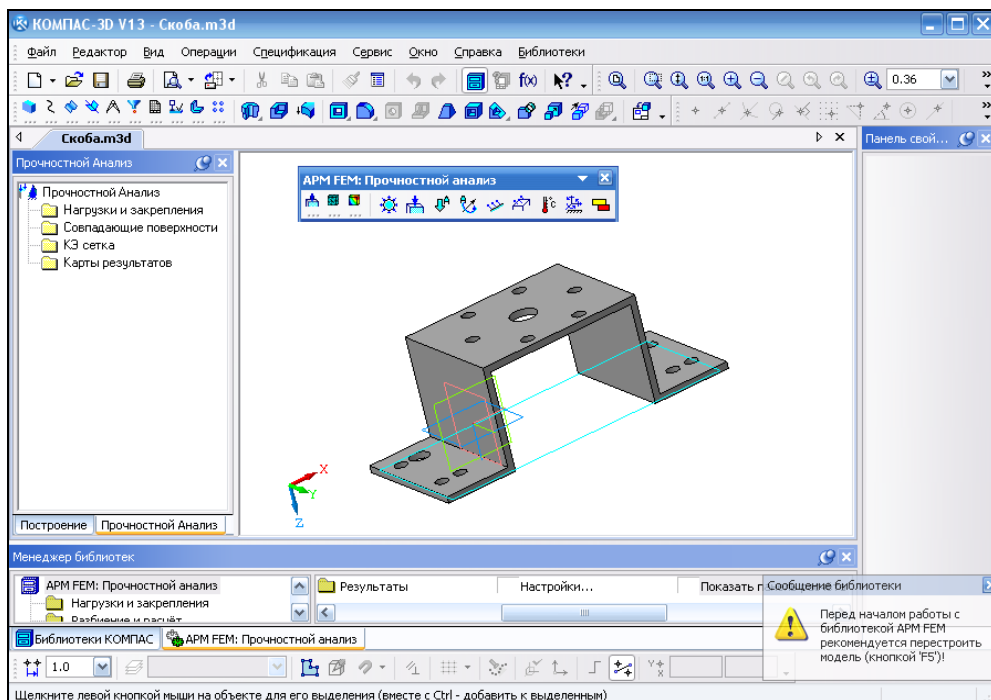 КОМПАС-3D V13 - Скоба.m3d
Файл Редактор Вид Операции Спецификация Сервис Окно Справка Библиотеки
f(x) 0.36
Скоба.m3d
Панель свой...
Прочностной Анализ
APM FEM: Прочностной анализ
Прочностной Анализ
Нагрузки и закрепления
Совпадающие поверхности
КЭ сетка
Карты результатов
X
Y
Z
Построение Прочностной Анализ
Менеджер библиотек
APM FEM: Прочностной анализ
Нагрузки и закрепления
Разбиение и расчёт
Результаты Настройки... Показать п
Сообщение библиотеки
Перед началом работы с
библиотекой APM FEM
рекомендуется перестроить
модель (кнопкой 'F5')!
Библиотеки КОМПАС APM FEM: Прочностной анализ
1.0
Щелкните левой кнопкой мыши на объекте для его выделения (вместе с Ctrl - добавить к выделенным)